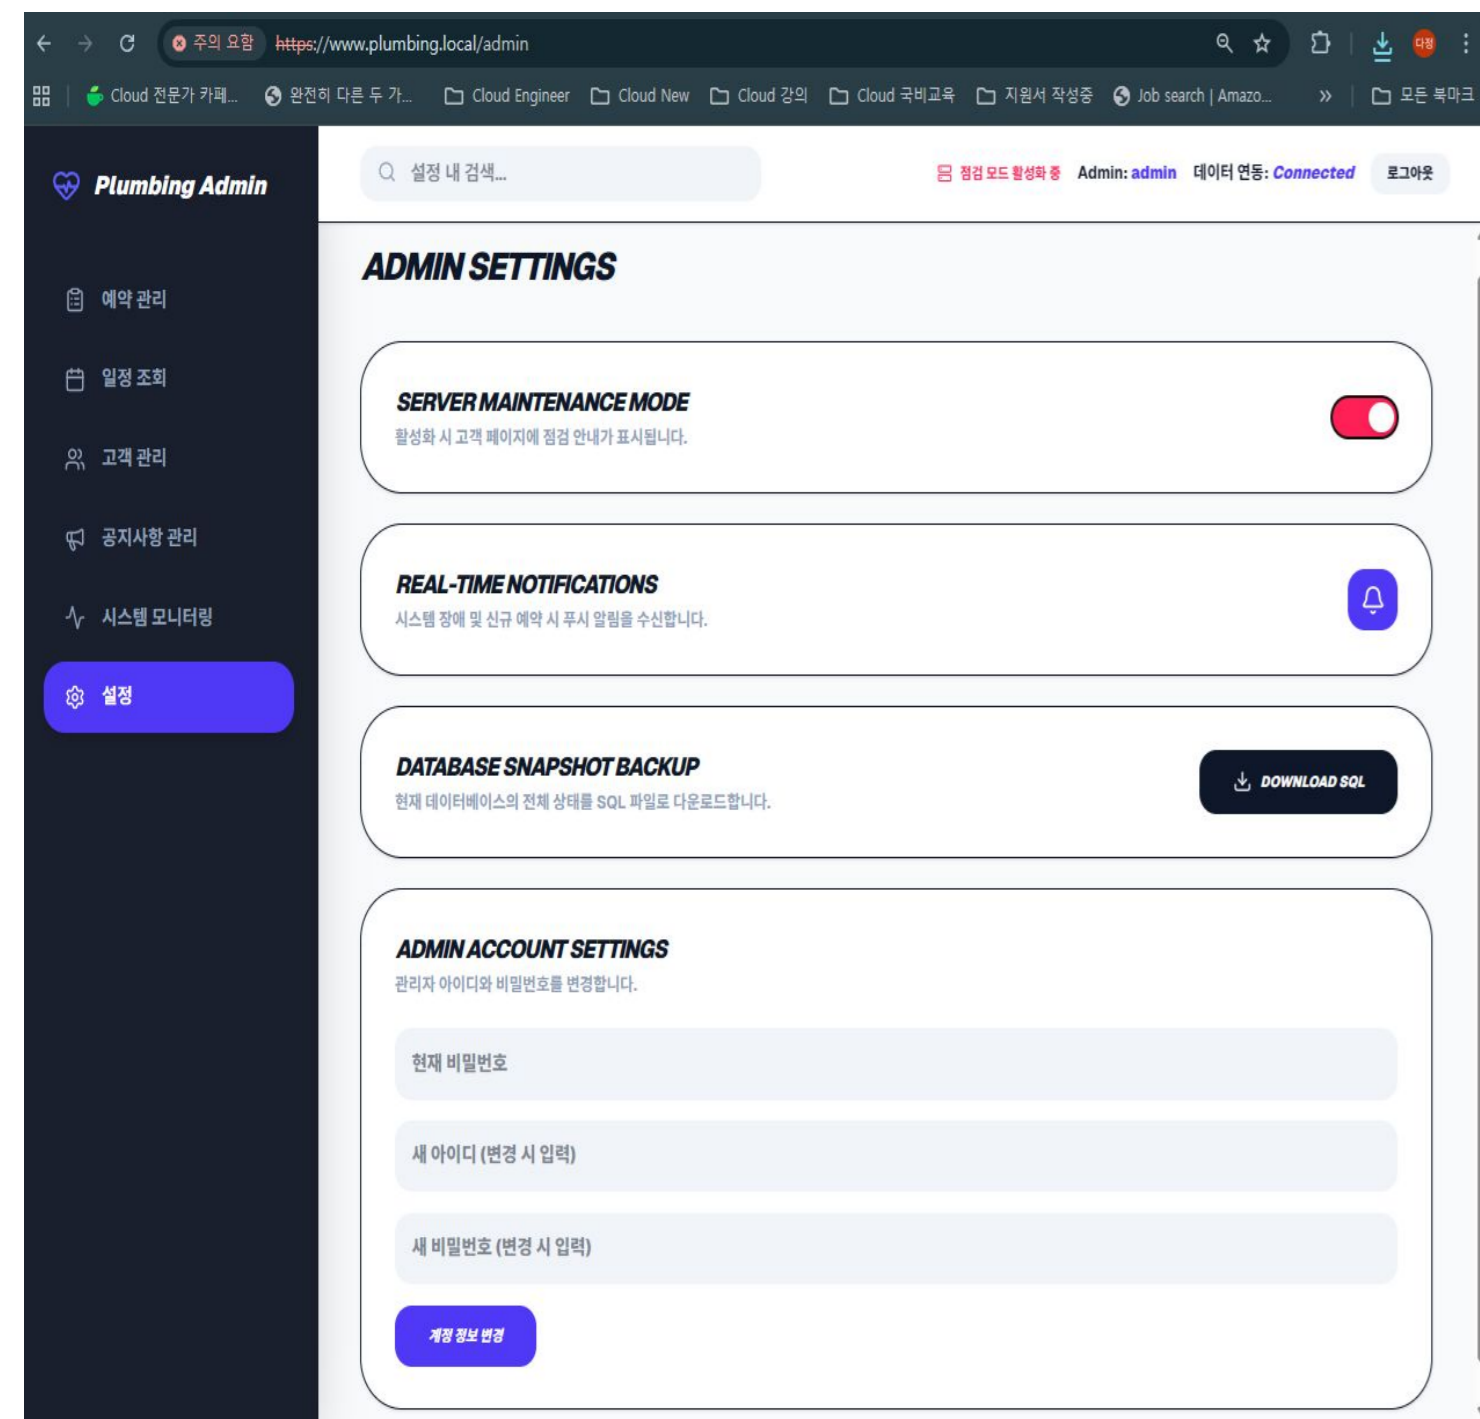 주의 요함 https://www.plumbing.local/admin 다정
Cloud 전문가 카페... 완전히 다른 두 가... Cloud Engineer Cloud New Cloud 강의 Cloud 국비교육 지원서 작성중 Job search | Amazo... » 모든 북마크
Plumbing Admin
설정 내 검색...
점검 모드 활성화 중 Admin: admin 데이터 연동: Connected 로그아웃
예약 관리
일정 조회
고객 관리
공지사항 관리
시스템 모니터링
설정
ADMIN SETTINGS
SERVER MAINTENANCE MODE
활성화 시 고객 페이지에 점검 안내가 표시됩니다.
REAL-TIME NOTIFICATIONS
시스템 장애 및 신규 예약 시 푸시 알림을 수신합니다.
DATABASE SNAPSHOT BACKUP
현재 데이터베이스의 전체 상태를 SQL 파일로 다운로드합니다.
DOWNLOAD SQL
ADMIN ACCOUNT SETTINGS
관리자 아이디와 비밀번호를 변경합니다.
현재 비밀번호
새 아이디 (변경 시 입력)
새 비밀번호 (변경 시 입력)
계정 정보 변경